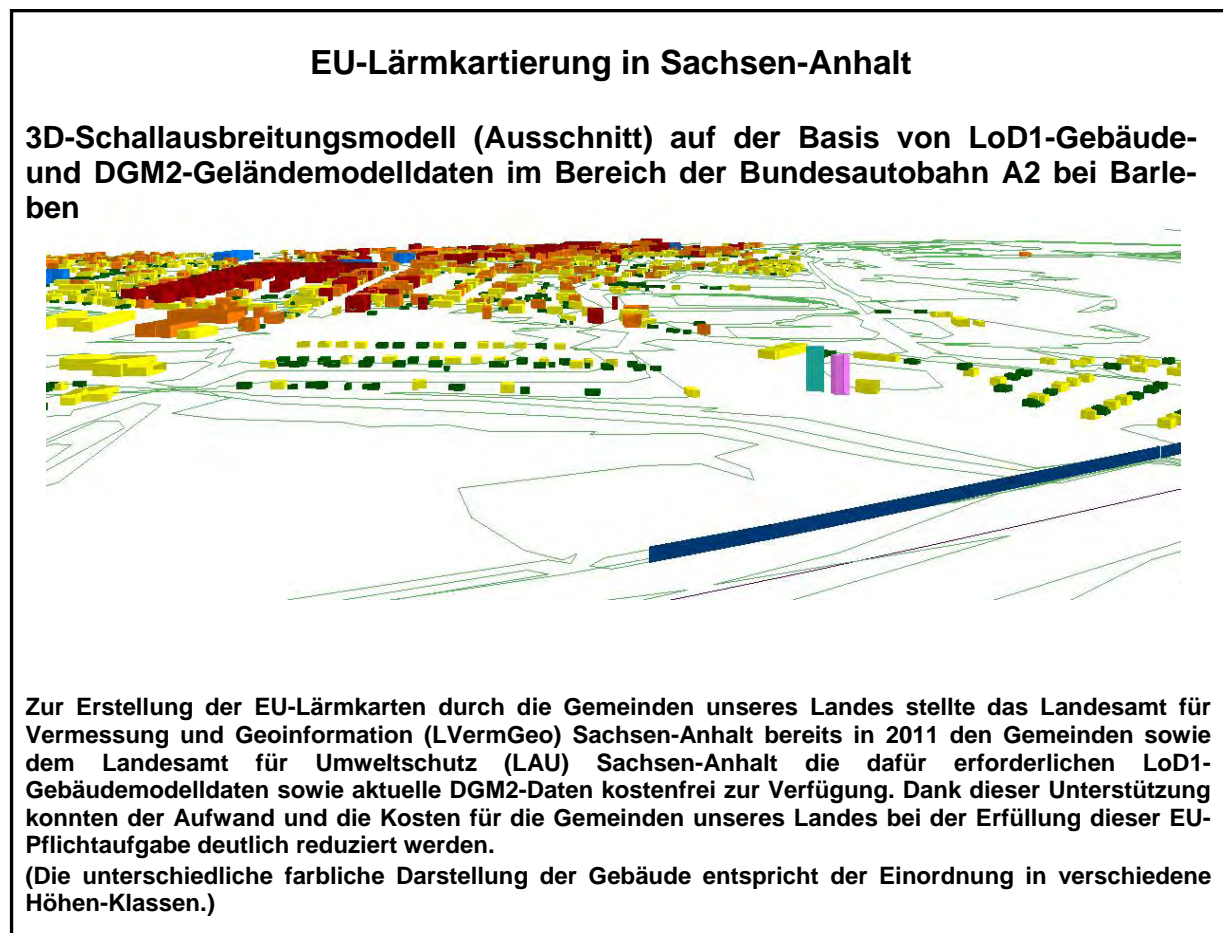 EU-Lärmkartierung in Sachsen-Anhalt
3D-Schallausbreitungsmodell (Ausschnitt) auf der Basis von LoD1-Gebäude-
und DGM2-Geländemodelldaten im Bereich der Bundesautobahn A2 bei Barle-
ben
Zur Erstellung der EU-Lärmkarten durch die Gemeinden unseres Landes stellte das Landesamt für
Vermessung und Geoinformation (LVermGeo) Sachsen-Anhalt bereits in 2011 den Gemeinden sowie
dem Landesamt für Umweltschutz (LAU) Sachsen-Anhalt die dafür erforderlichen LoD1-
Gebäudemodelldaten sowie aktuelle DGM2-Daten kostenfrei zur Verfügung. Dank dieser Unterstützung
konnten der Aufwand und die Kosten für die Gemeinden unseres Landes bei der Erfüllung dieser EU-
Pflichtaufgabe deutlich reduziert werden.
(Die unterschiedliche farbliche Darstellung der Gebäude entspricht der Einordnung in verschiedene
Höhen-Klassen.)